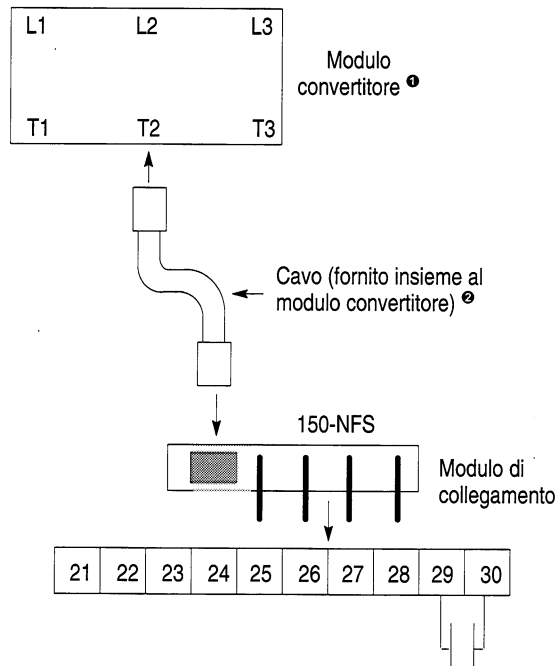 L1 L2 L3
T1 T2 T3
Modulo
convertitore ❶
Cavo (fornito insieme al
modulo convertitore) ❷
150-NFS
Modulo di
collegamento
21 22 23 24 25 26 27 28 29 30